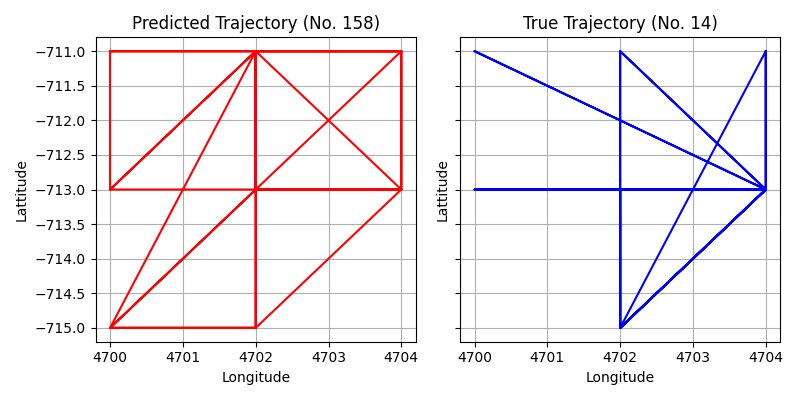 Predicted Trajectory (No. 158)
Lattitude
−711.0
−711.5
−712.0
−712.5
−713.0
−713.5
−714.0
−714.5
−715.0
4700 4701 4702 4703 4704
Longitude
True Trajectory (No. 14)
Lattitude
4700 4701 4702 4703 4704
Longitude